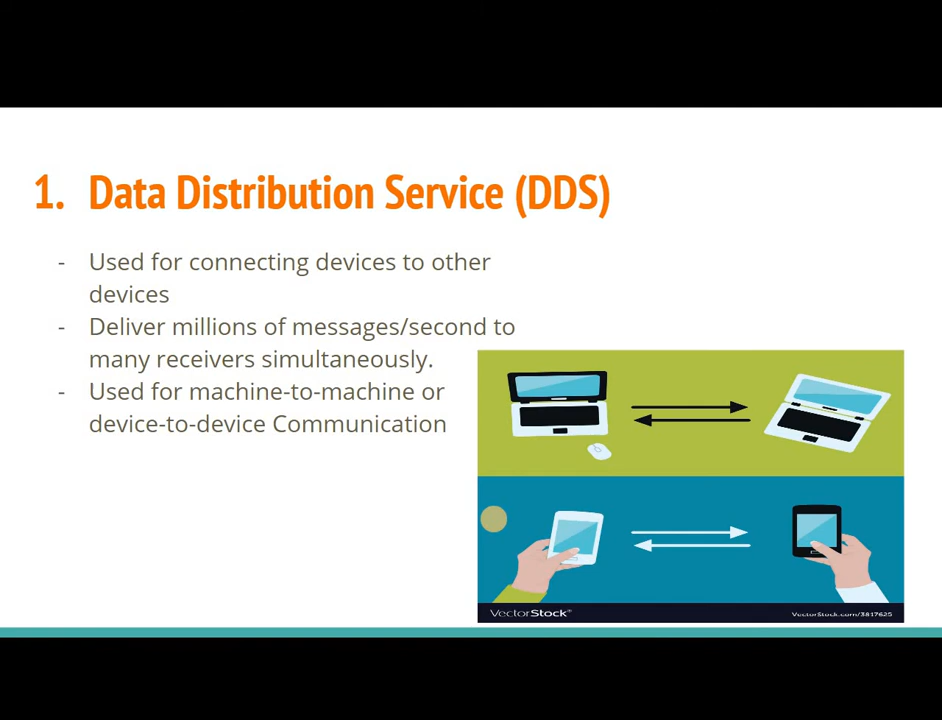 1. Data Distribution Service (DDS)
- Used for connecting devices to other
devices
- Deliver millions of messages/second to
many receivers simultaneously.
- Used for machine-to-machine or
device-to-device Communication
VectorStock®
VectorStock.com/3817625